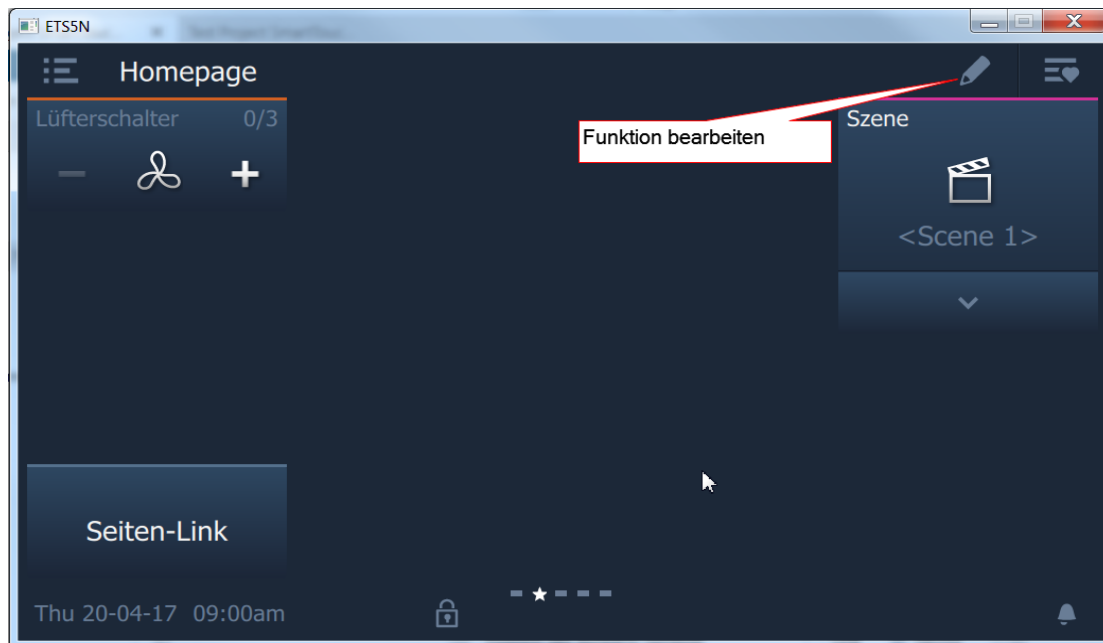 ETS5N
Homepage
Lüfterschalter 0/3
Funktion bearbeiten
Szene
<Scene 1>
Seiten-Link
Thu 20-04-17 09:00am